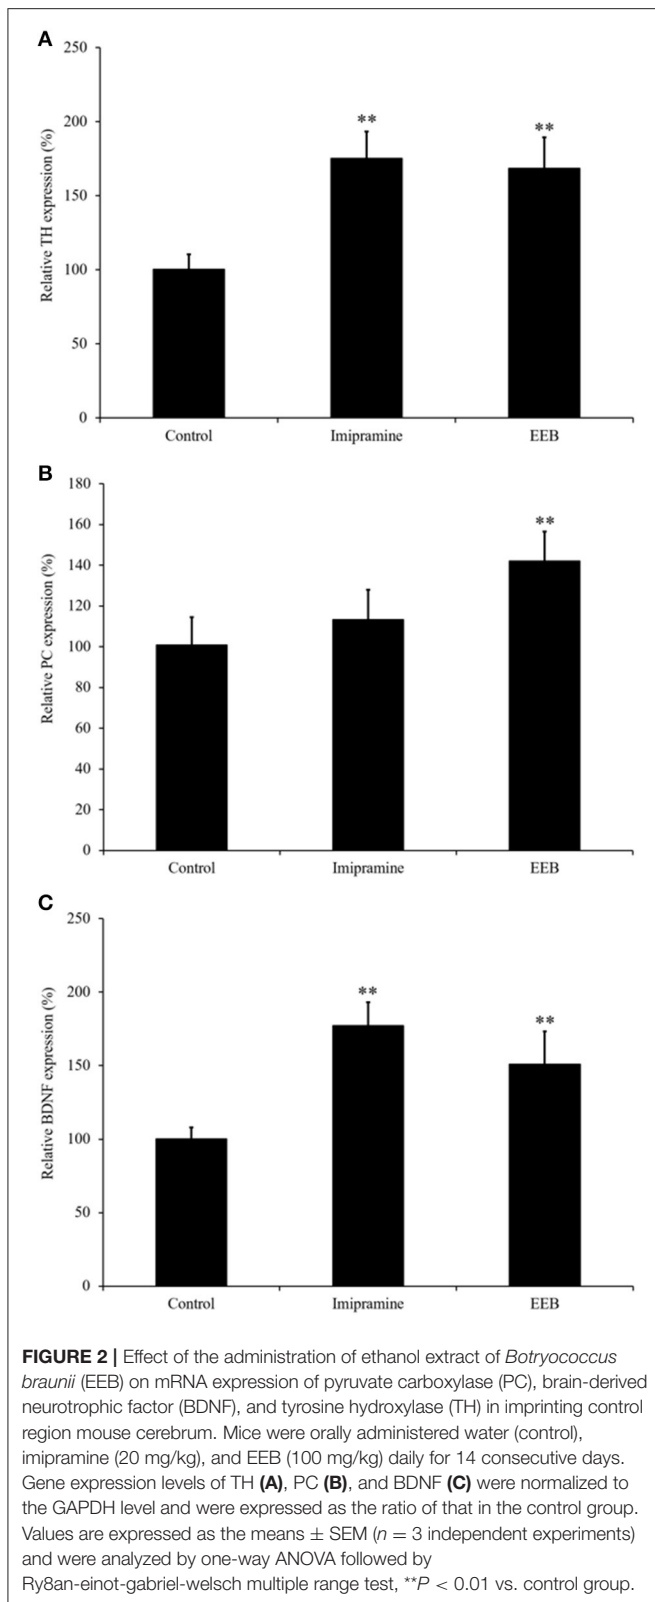 A
250
200
150
100
50
0
Relative TH expression (%)
**
**
Control Imipramine EEB
B
180
160
140
120
100
80
60
40
20
0
Relative PC expression (%)
**
Control Imipramine EEB
C
250
200
150
100
50
0
Relative BDNF expression (%)
**
**
Control Imipramine EEB
FIGURE 2 | Effect of the administration of ethanol extract of Botryococcus
braunii (EEB) on mRNA expression of pyruvate carboxylase (PC), brain-derived
neurotrophic factor (BDNF), and tyrosine hydroxylase (TH) in imprinting control
region mouse cerebrum. Mice were orally administered water (control),
imipramine (20 mg/kg), and EEB (100 mg/kg) daily for 14 consecutive days.
Gene expression levels of TH (A), PC (B), and BDNF (C) were normalized to
the GAPDH level and were expressed as the ratio of that in the control group.
Values are expressed as the means ± SEM (n = 3 independent experiments)
and were analyzed by one-way ANOVA followed by
Ry8an-einot-gabriel-welsch multiple range test, **P < 0.01 vs. control group.